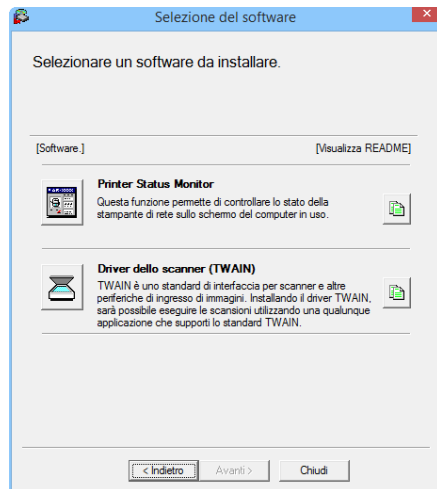 Selezione del software
Selezionare un software da installare.
[Software.] [Visualizza README]
Printer Status Monitor
Questa funzione permette di controllare lo stato della
stampante di rete sullo schermo del computer in uso.
Driver dello scanner (TWAIN)
TWAIN è uno standard di interfaccia per scanner e altre
periferiche di ingresso di immagini. Installando il driver TWAIN,
sarà possibile eseguire le scansioni utilizzando una qualunque
applicazione che supporti lo standard TWAIN.
< Indietro Avanti > Chiudi